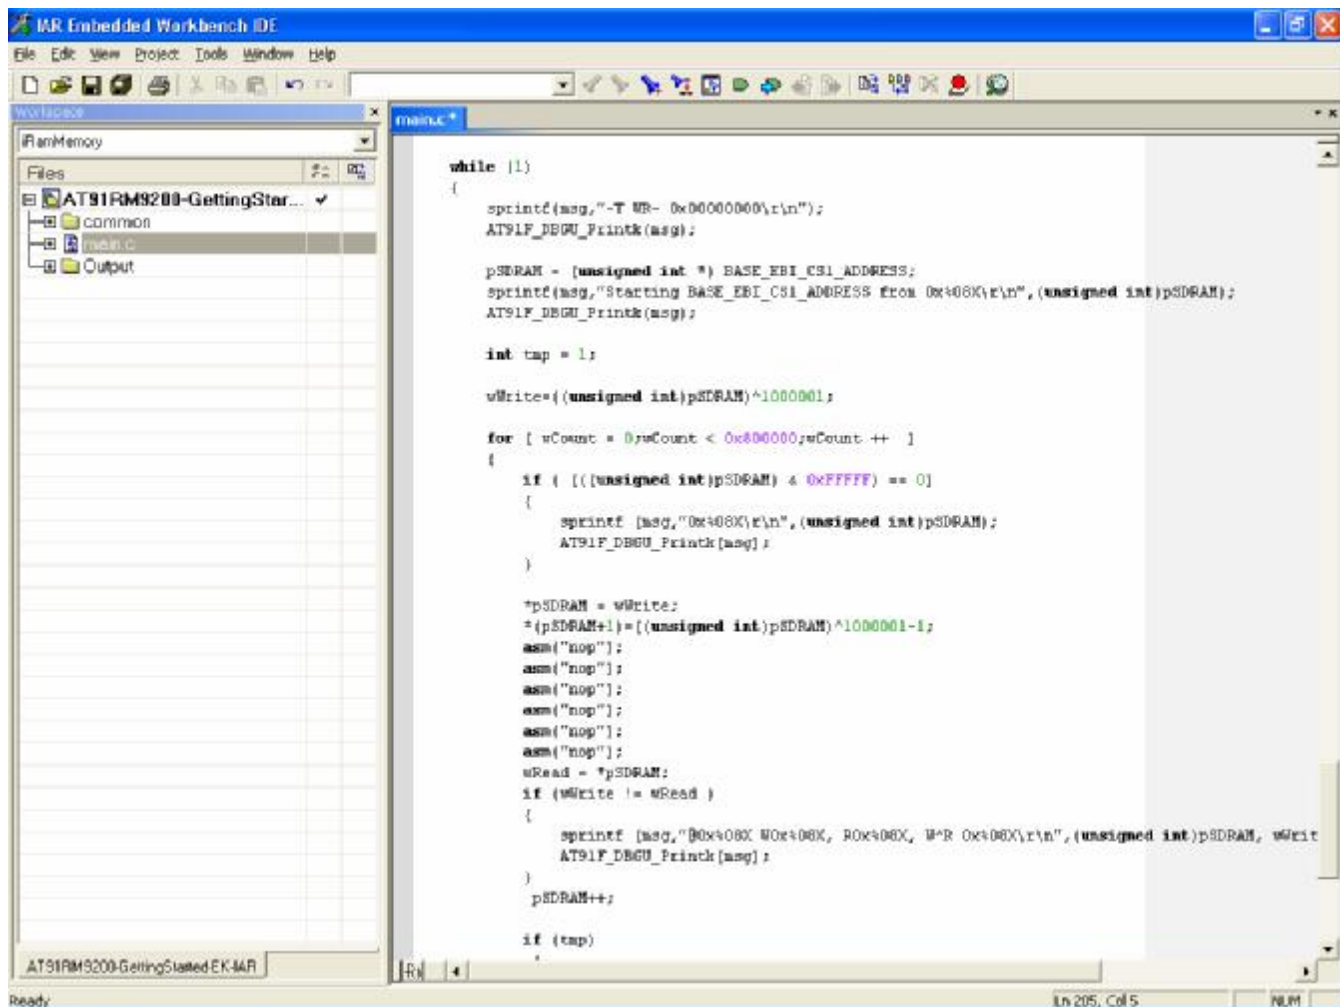 IAR Embedded Workbench IDE
File Edit View Project Tools Window Help
Workspace
iRamMemory
Files
AT91RM9200-GettingStar...
common
main.c
Output
AT91RM9200-GettingStarted-EK-IAR
main.c *
while (1)
{
sprintf(msg,"-T WR- 0x00000000\r\n");
AT91F_DBGU_Printk(msg);
pSDRAM = (unsigned int *) BASE_EBI_CS1_ADDRESS;
sprintf(msg,"Starting BASE_EBI_CS1_ADDRESS from 0x%08X\r\n",(unsigned int)pSDRAM);
AT91F_DBGU_Printk(msg);
int tmp = 1;
wWrite=((unsigned int)pSDRAM)^1000001;
for ( wCount = 0;wCount < 0x800000;wCount ++ )
{
if ( (((unsigned int)pSDRAM) & 0xFFFFF) == 0)
{
sprintf (msg,"0x%08X\r\n",(unsigned int)pSDRAM);
AT91F_DBGU_Printk(msg);
}
*pSDRAM = wWrite;
*(pSDRAM+1)=((unsigned int)pSDRAM)^1000001-1;
asm("nop");
asm("nop");
asm("nop");
asm("nop");
asm("nop");
asm("nop");
wRead = *pSDRAM;
if (wWrite != wRead )
{
sprintf (msg,"@0x%08X W0x%08X, R0x%08X, W^R 0x%08X\r\n",(unsigned int)pSDRAM, wWrit
AT91F_DBGU_Printk(msg);
}
pSDRAM++;
if (tmp)
Ready
Ln 205, Col 5
NUM